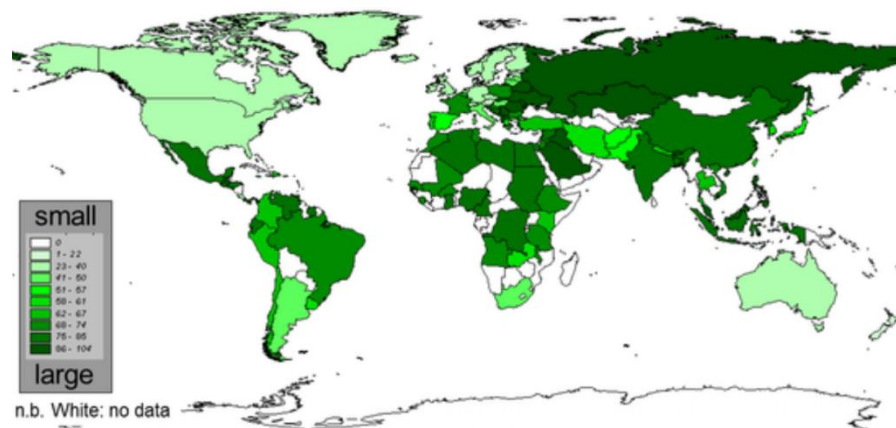 small
0
1 - 22
23 - 40
41 - 50
51 - 57
58 - 61
62 - 67
68 - 74
75 - 85
86 - 104
large
n.b. White: no data